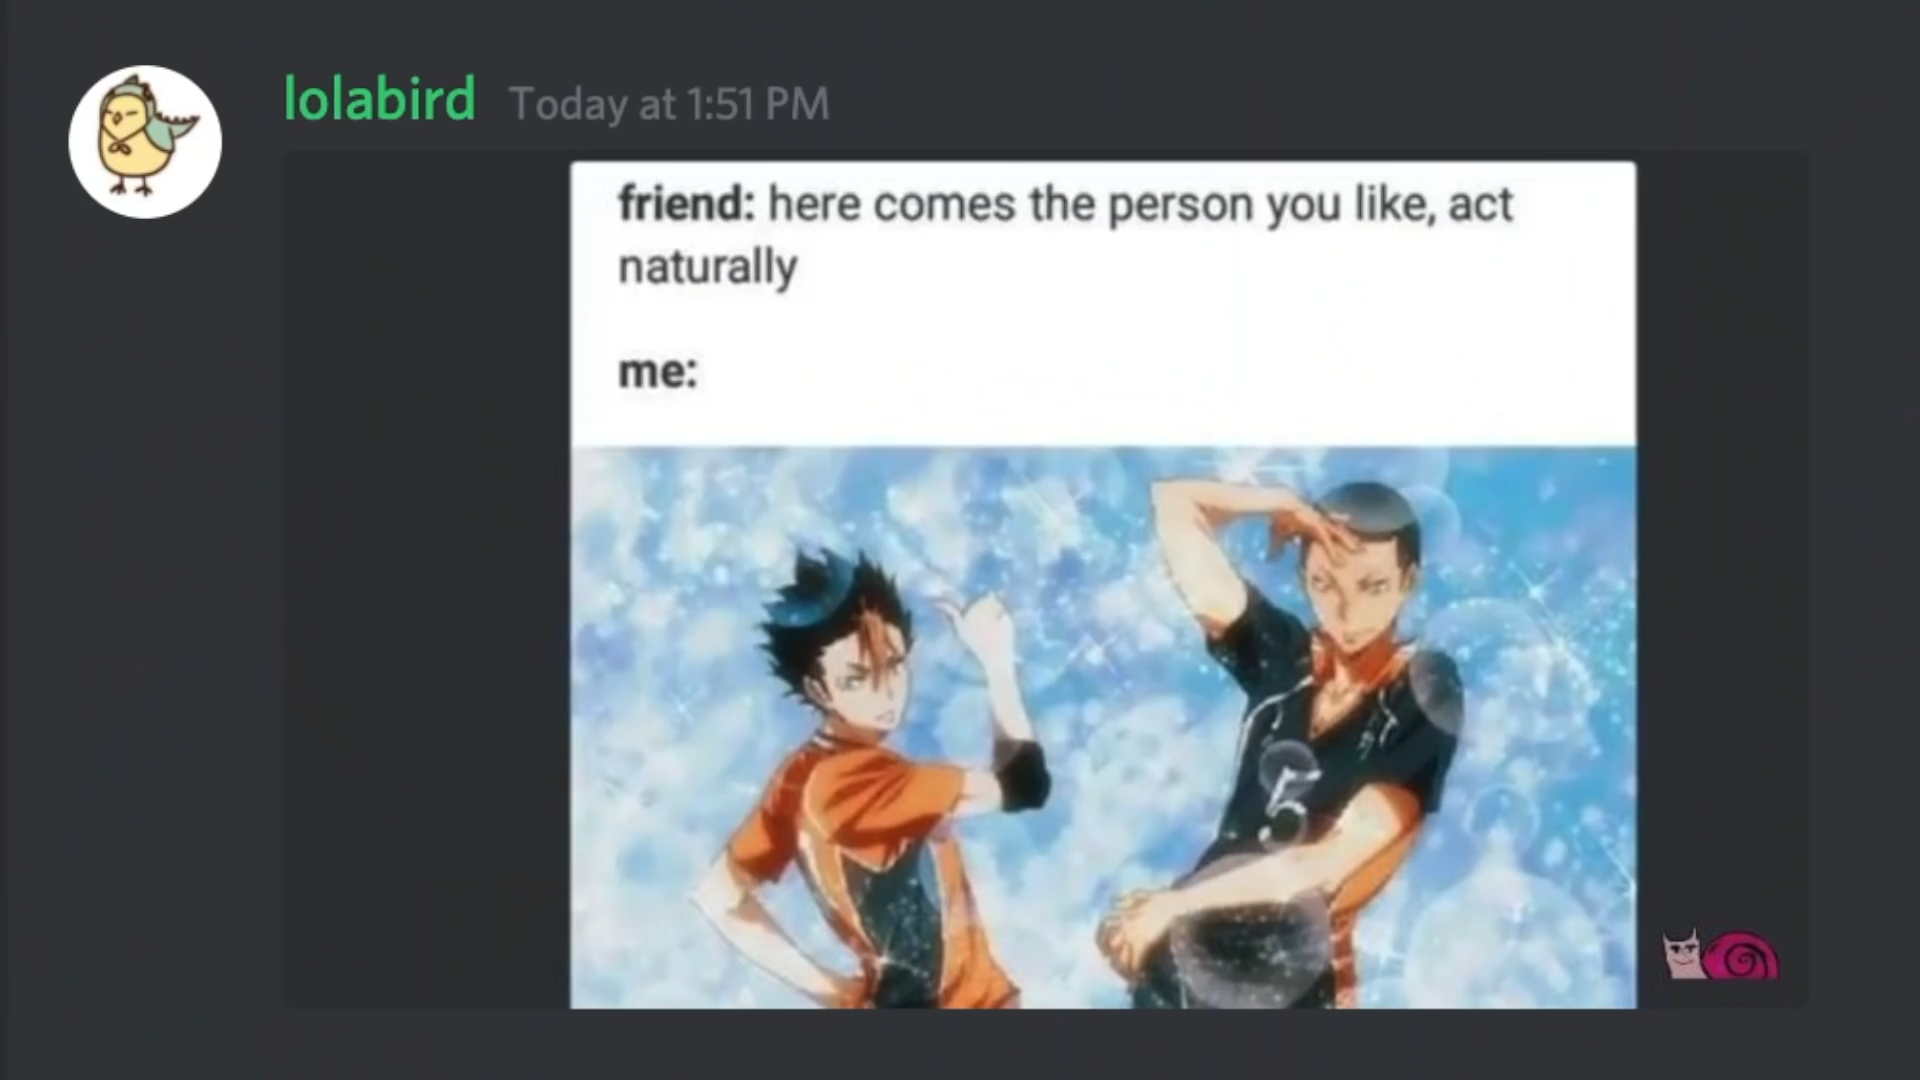 lolabird Today at 1:51 PM
friend: here comes the person you like, act
naturally
me:
5